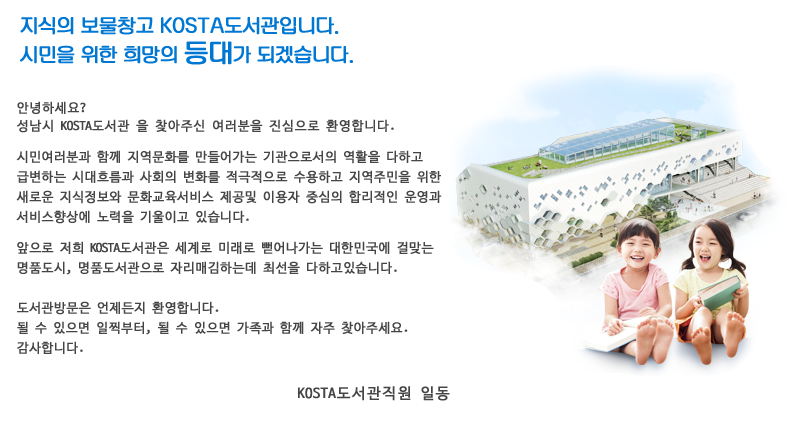 지식의 보물창고 KOSTA도서관입니다.
시민을 위한 희망의 등대가 되겠습니다.
안녕하세요?
성남시 KOSTA도서관 을 찾아주신 여러분을 진심으로 환영합니다.
시민여러분과 함께 지역문화를 만들어가는 기관으로서의 역활을 다하고
급변하는 시대흐름과 사회의 변화를 적극적으로 수용하고 지역주민을 위한
새로운 지식정보와 문화교육서비스 제공및 이용자 중심의 합리적인 운영과
서비스향상에 노력을 기울이고 있습니다.
앞으로 저희 KOSTA도서관은 세계로 미래로 뻗어나가는 대한민국에 걸맞는
명품도시, 명품도서관으로 자리매김하는데 최선을 다하고있습니다.
도서관방문은 언제든지 환영합니다.
될 수 있으면 일찍부터, 될 수 있으면 가족과 함께 자주 찾아주세요.
감사합니다.
KOSTA도서관직원 일동